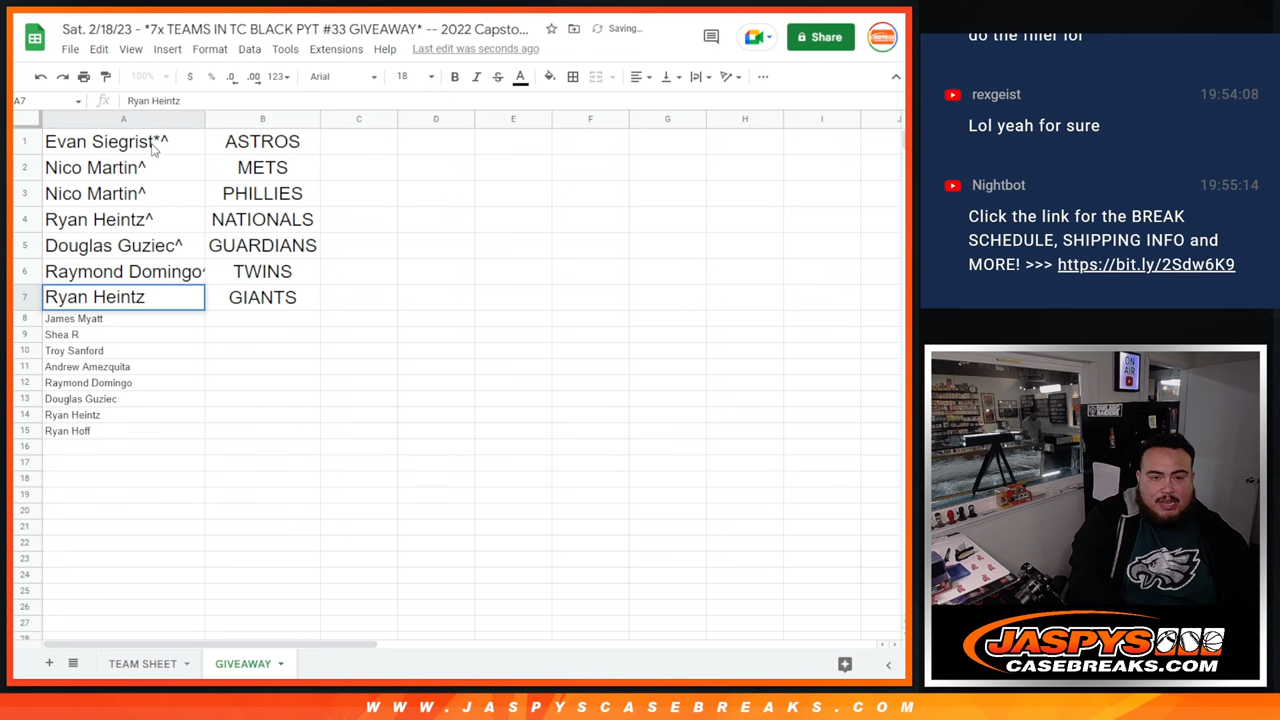 Sat. 2/18/23 - *7x TEAMS IN TC BLACK PYT #33 GIVEAWAY* -- 2022 Capsto...
Saving...
Share
File Edit View Insert Format Data Tools Extensions Help Last edit was seconds ago
100% $ % .0 .00 123 Arial 18 B I S A
A7 fx Ryan Heintz
A B C D E F G H I J
1 Evan Siegrist*^ ASTROS
2 Nico Martin^ METS
3 Nico Martin^ PHILLIES
4 Ryan Heintz^ NATIONALS
5 Douglas Guziec^ GUARDIANS
6 Raymond Domingo^ TWINS
7 Ryan Heintz GIANTS
8 James Myatt
9 Shea R
10 Troy Sanford
11 Andrew Amezquita
12 Raymond Domingo
13 Douglas Guziec
14 Ryan Heintz
15 Ryan Hoff
16
17
18
19
20
21
22
23
24
25
26
27
28
TEAM SHEET GIVEAWAY
do the filler lol
rexgeist 19:54:08
Lol yeah for sure
Nightbot 19:55:14
Click the link for the BREAK
SCHEDULE, SHIPPING INFO and
MORE! >>> https://bit.ly/2Sdw6K9
ON
AIR
JASPYS
CASEBREAKS.COM
WWW.JASPYSCASEBREAKS.COM